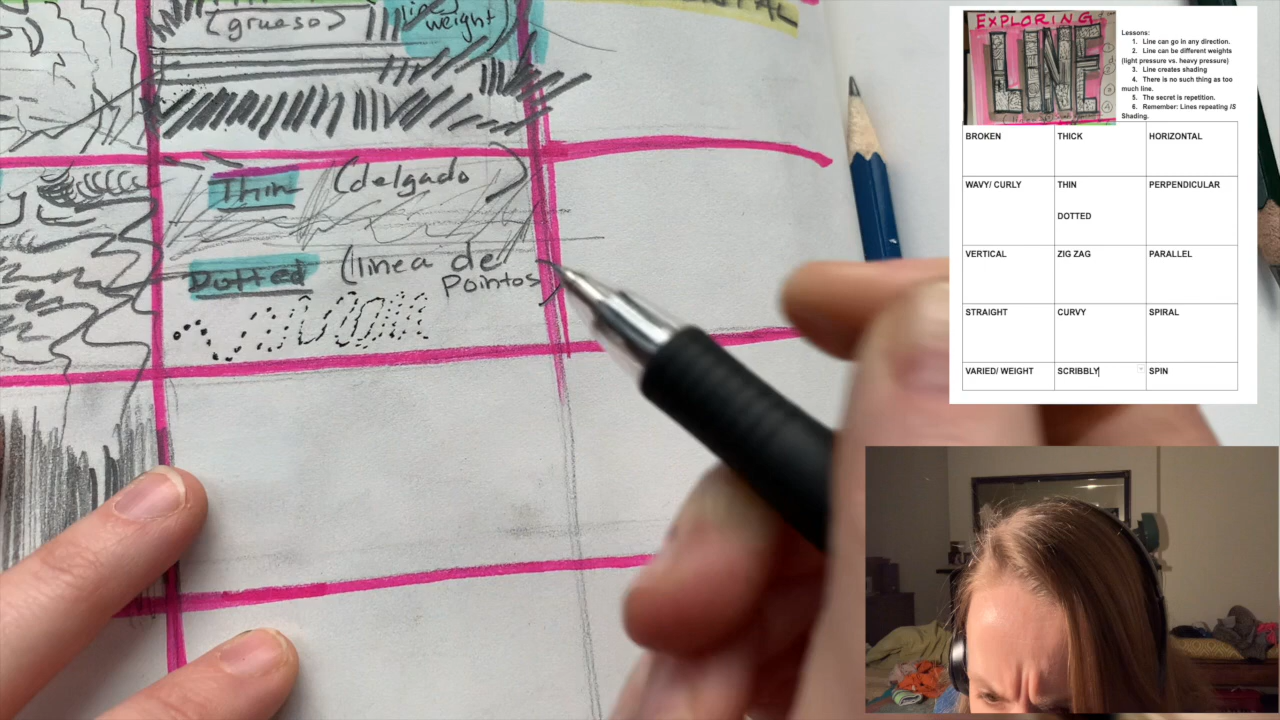 (grueso)
line
weight
Thin (delgado)
Dotted (linea de
Pointos)
EXPLORING
LINE
Lessons:
1. Line can go in any direction.
2. Line can be different weights
(light pressure vs. heavy pressure)
3. Line creates shading
4. There is no such thing as too
much line.
5. The secret is repetition.
6. Remember: Lines repeating IS
Shading.
BROKEN THICK HORIZONTAL
WAVY/ CURLY THIN PERPENDICULAR
DOTTED
VERTICAL ZIG ZAG PARALLEL
STRAIGHT CURVY SPIRAL
VARIED/ WEIGHT SCRIBBLY SPIN